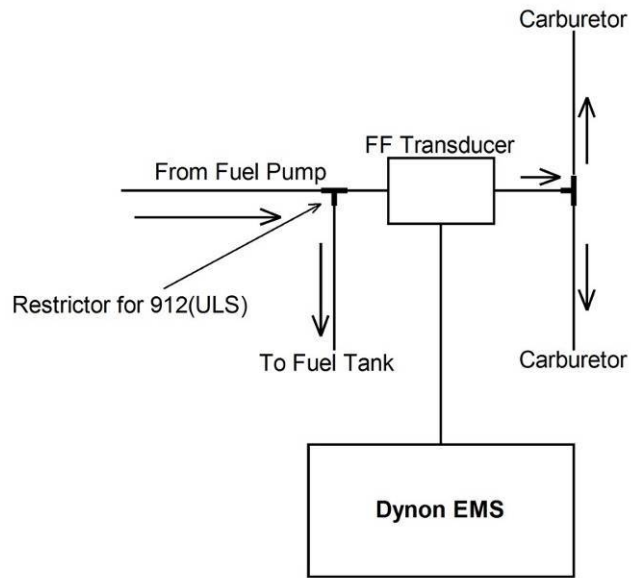 Carburetor
FF Transducer
From Fuel Pump
Restrictor for 912(ULS)
To Fuel Tank
Carburetor
Dynon EMS